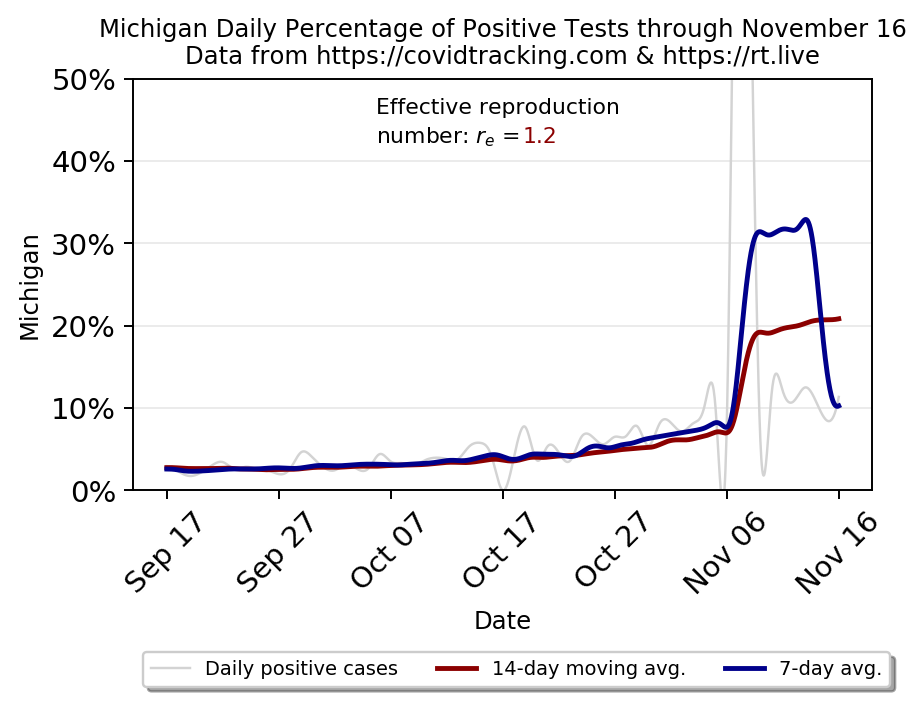 Michigan Daily Percentage of Positive Tests through November 16
Data from https://covidtracking.com & https://rt.live
50%
Effective reproduction
number: rₑ =1.2
40%
30%
20%
10%
0%
Michigan
Sep 17
Sep 27
Oct 07
Oct 17
Oct 27
Nov 06
Nov 16
Date
Daily positive cases
14-day moving avg.
7-day avg.